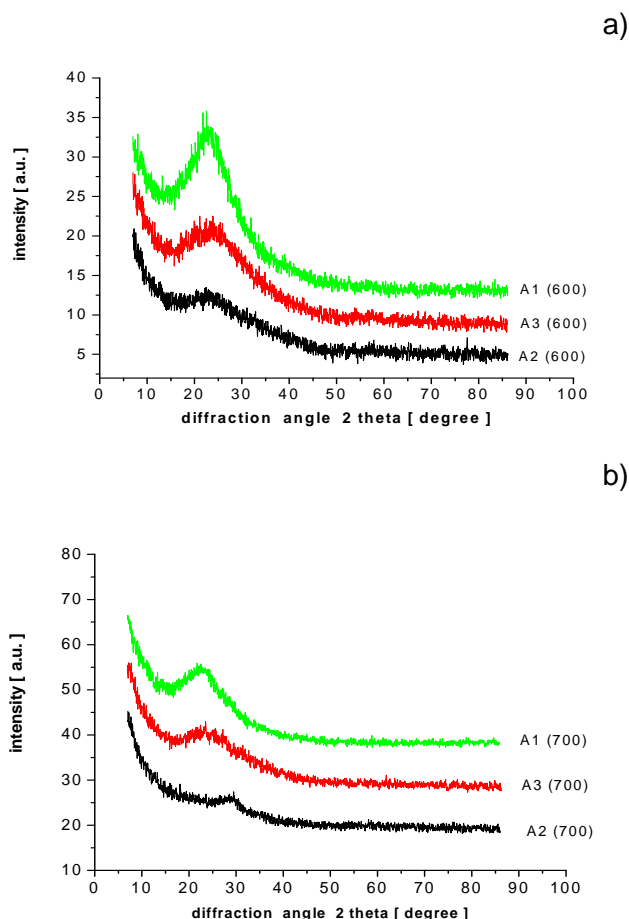 a)
40
35
30
25
20
15
10
5
intensity [ a.u. ]
A1 (600)
A3 (600)
A2 (600)
0 10 20 30 40 50 60 70 80 90 100
diffraction angle 2 theta [ degree ]
b)
80
70
60
50
40
30
20
10
intensity [ a.u. ]
A1 (700)
A3 (700)
A2 (700)
0 10 20 30 40 50 60 70 80 90 100
diffraction angle 2 theta [ degree ]